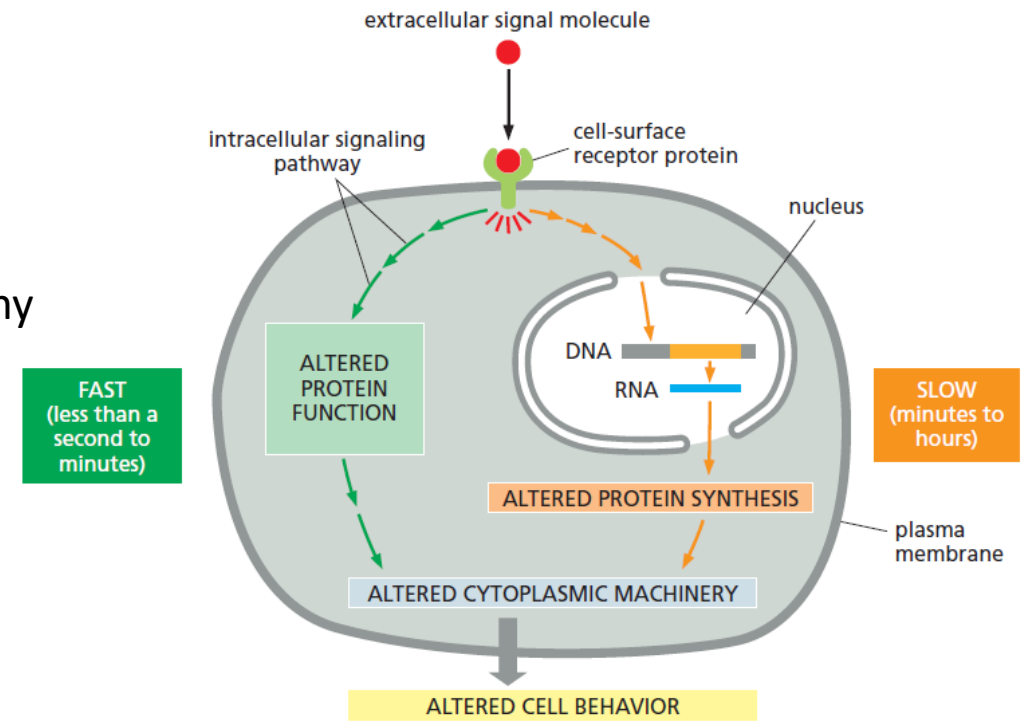 extracellular signal molecule
intracellular signaling
pathway
cell-surface
receptor protein
nucleus
DNA
RNA
ALTERED
PROTEIN
FUNCTION
FAST
(less than a
second to
minutes)
SLOW
(minutes to
hours)
ALTERED PROTEIN SYNTHESIS
plasma
membrane
ALTERED CYTOPLASMIC MACHINERY
ALTERED CELL BEHAVIOR